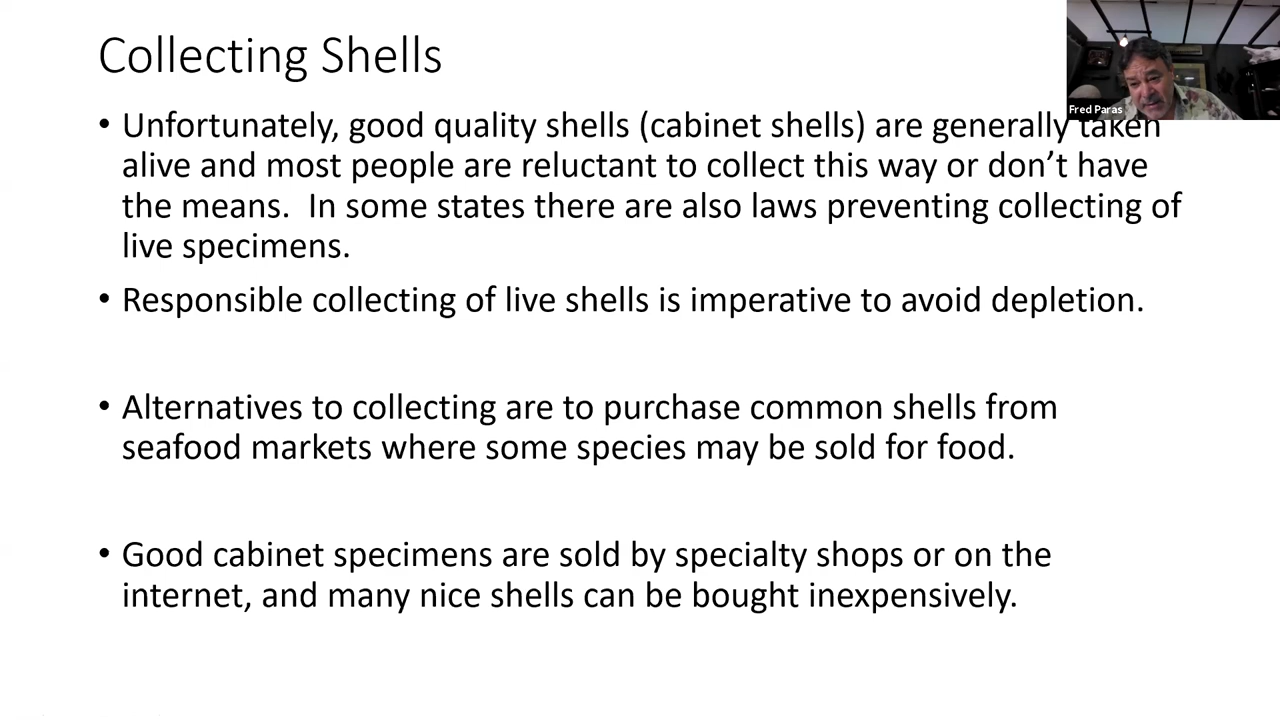 Collecting Shells
Fred Paras
• Unfortunately, good quality shells (cabinet shells) are generally taken
alive and most people are reluctant to collect this way or don’t have
the means.  In some states there are also laws preventing collecting of
live specimens.
• Responsible collecting of live shells is imperative to avoid depletion.
• Alternatives to collecting are to purchase common shells from
seafood markets where some species may be sold for food.
• Good cabinet specimens are sold by specialty shops or on the
internet, and many nice shells can be bought inexpensively.